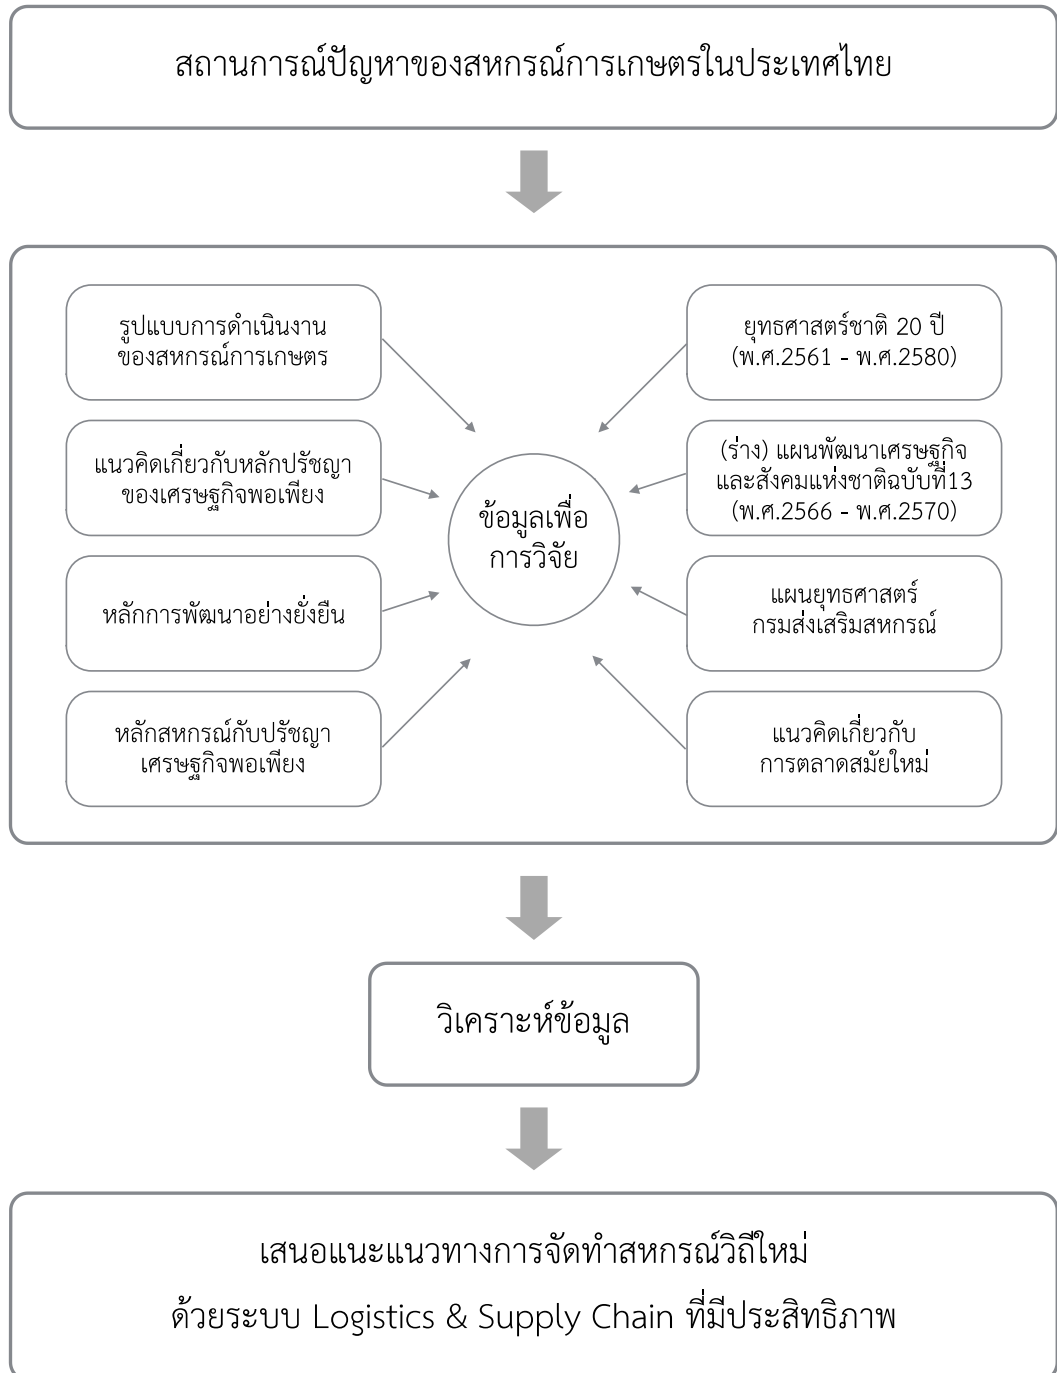 สถานการณ์ปัญหาของสหกรณ์การเกษตรในประเทศไทย
รูปแบบการดำเนินงาน
ของสหกรณ์การเกษตร
แนวคิดเกี่ยวกับหลักปรัชญา
ของเศรษฐกิจพอเพียง
หลักการพัฒนาอย่างยั่งยืน
หลักสหกรณ์กับปรัชญา
เศรษฐกิจพอเพียง
ข้อมูลเพื่อ
การวิจัย
ยุทธศาสตร์ชาติ 20 ปี
(พ.ศ.2561 - พ.ศ.2580)
(ร่าง) แผนพัฒนาเศรษฐกิจ
และสังคมแห่งชาติฉบับที่13
(พ.ศ.2566 - พ.ศ.2570)
แผนยุทธศาสตร์
กรมส่งเสริมสหกรณ์
แนวคิดเกี่ยวกับ
การตลาดสมัยใหม่
วิเคราะห์ข้อมูล
เสนอแนะแนวทางการจัดทำสหกรณ์วิถีใหม่
ด้วยระบบ Logistics & Supply Chain ที่มีประสิทธิภาพ